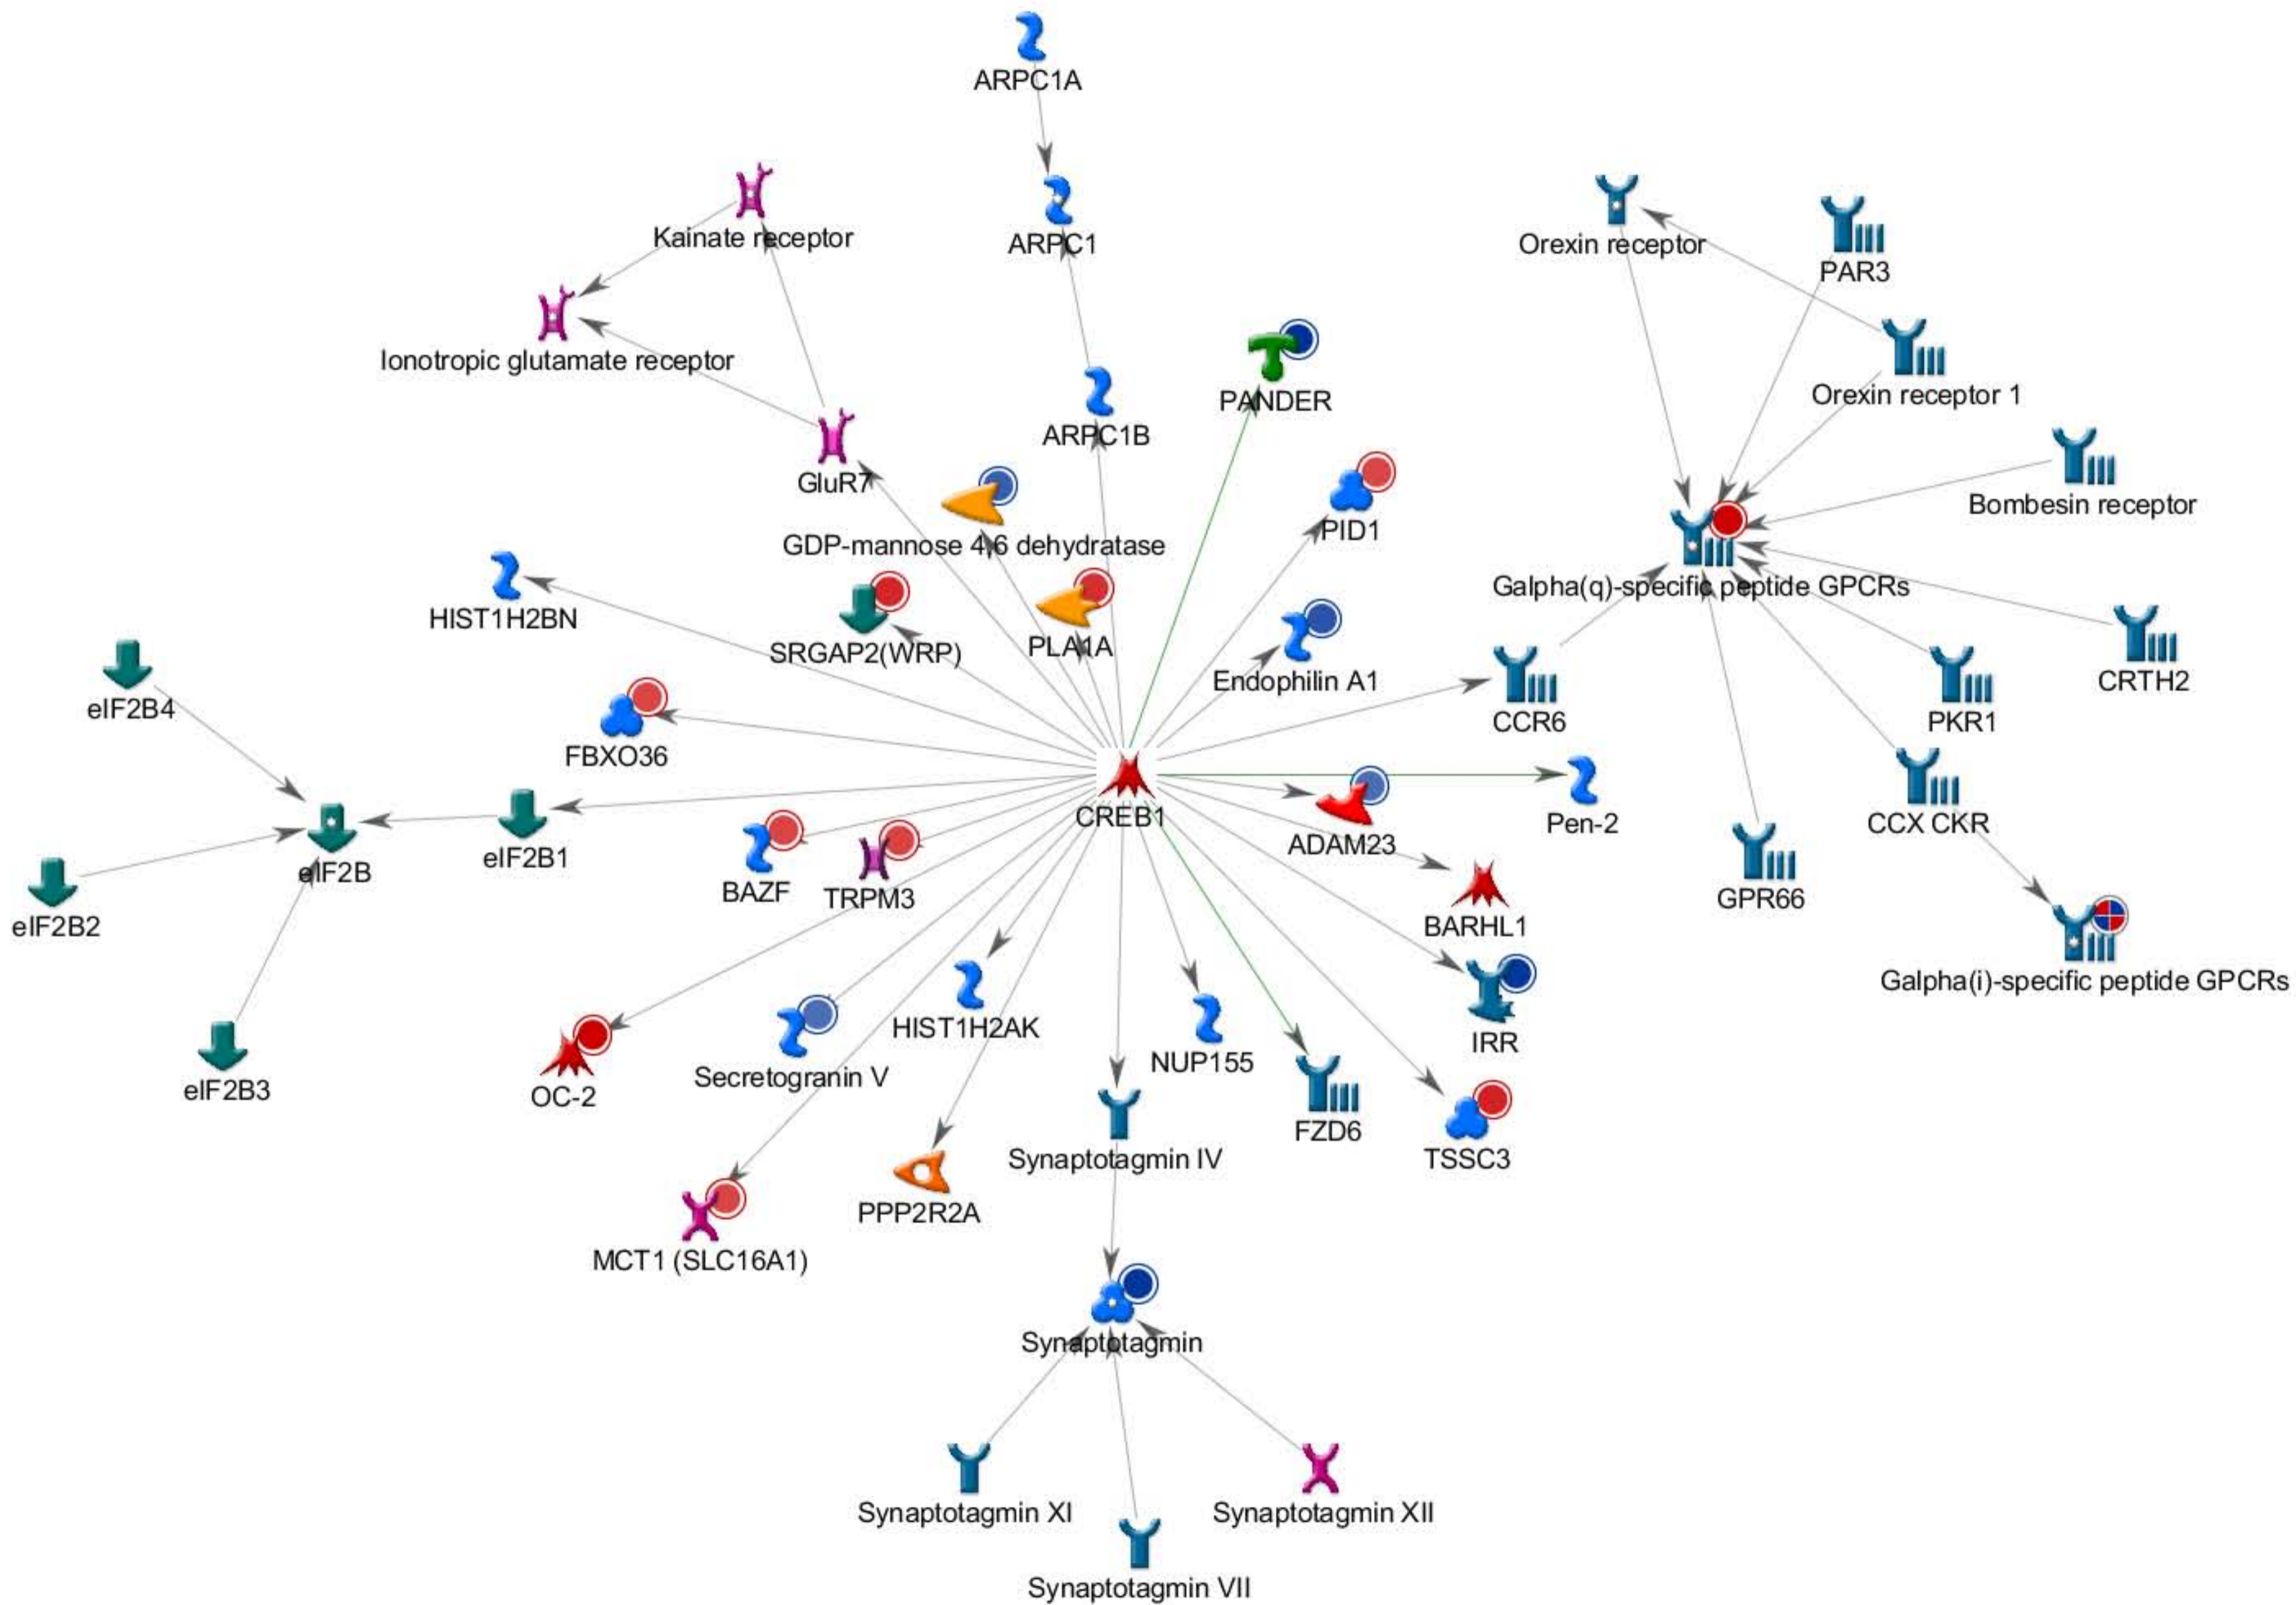 ARPC1A
Kainate receptor
ARPC1
Orexin receptor
PAR3
Ionotropic glutamate receptor
PANDER
Orexin receptor 1
ARPC1B
GluR7
Bombesin receptor
PID1
GDP-mannose 4,6 dehydratase
Galpha(q)-specific peptide GPCRs
HIST1H2BN
SRGAP2(WRP)
PLA1A
Endophilin A1
CRTH2
eIF2B4
CCR6
PKR1
FBXO36
CREB1
Pen-2
CCX CKR
ADAM23
eIF2B1
eIF2B
BAZF
TRPM3
GPR66
eIF2B2
BARHL1
Galpha(i)-specific peptide GPCRs
HIST1H2AK
IRR
NUP155
Secretogranin V
eIF2B3
OC-2
FZD6
Synaptotagmin IV
TSSC3
PPP2R2A
MCT1 (SLC16A1)
Synaptotagmin
Synaptotagmin XI
Synaptotagmin XII
Synaptotagmin VII